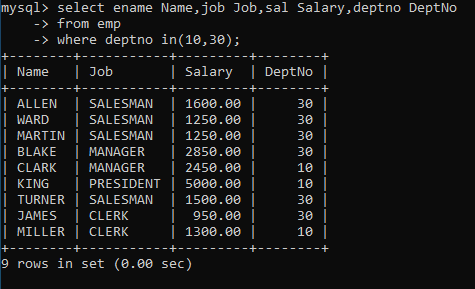 mysql> select ename Name,job Job,sal Salary,deptno DeptNo
    -> from emp
    -> where deptno in(10,30);
+--------+-----------+---------+--------+
| Name   | Job       | Salary  | DeptNo |
+--------+-----------+---------+--------+
| ALLEN  | SALESMAN  | 1600.00 |     30 |
| WARD   | SALESMAN  | 1250.00 |     30 |
| MARTIN | SALESMAN  | 1250.00 |     30 |
| BLAKE  | MANAGER   | 2850.00 |     30 |
| CLARK  | MANAGER   | 2450.00 |     10 |
| KING   | PRESIDENT | 5000.00 |     10 |
| TURNER | SALESMAN  | 1500.00 |     30 |
| JAMES  | CLERK     |  950.00 |     30 |
| MILLER | CLERK     | 1300.00 |     10 |
+--------+-----------+---------+--------+
9 rows in set (0.00 sec)